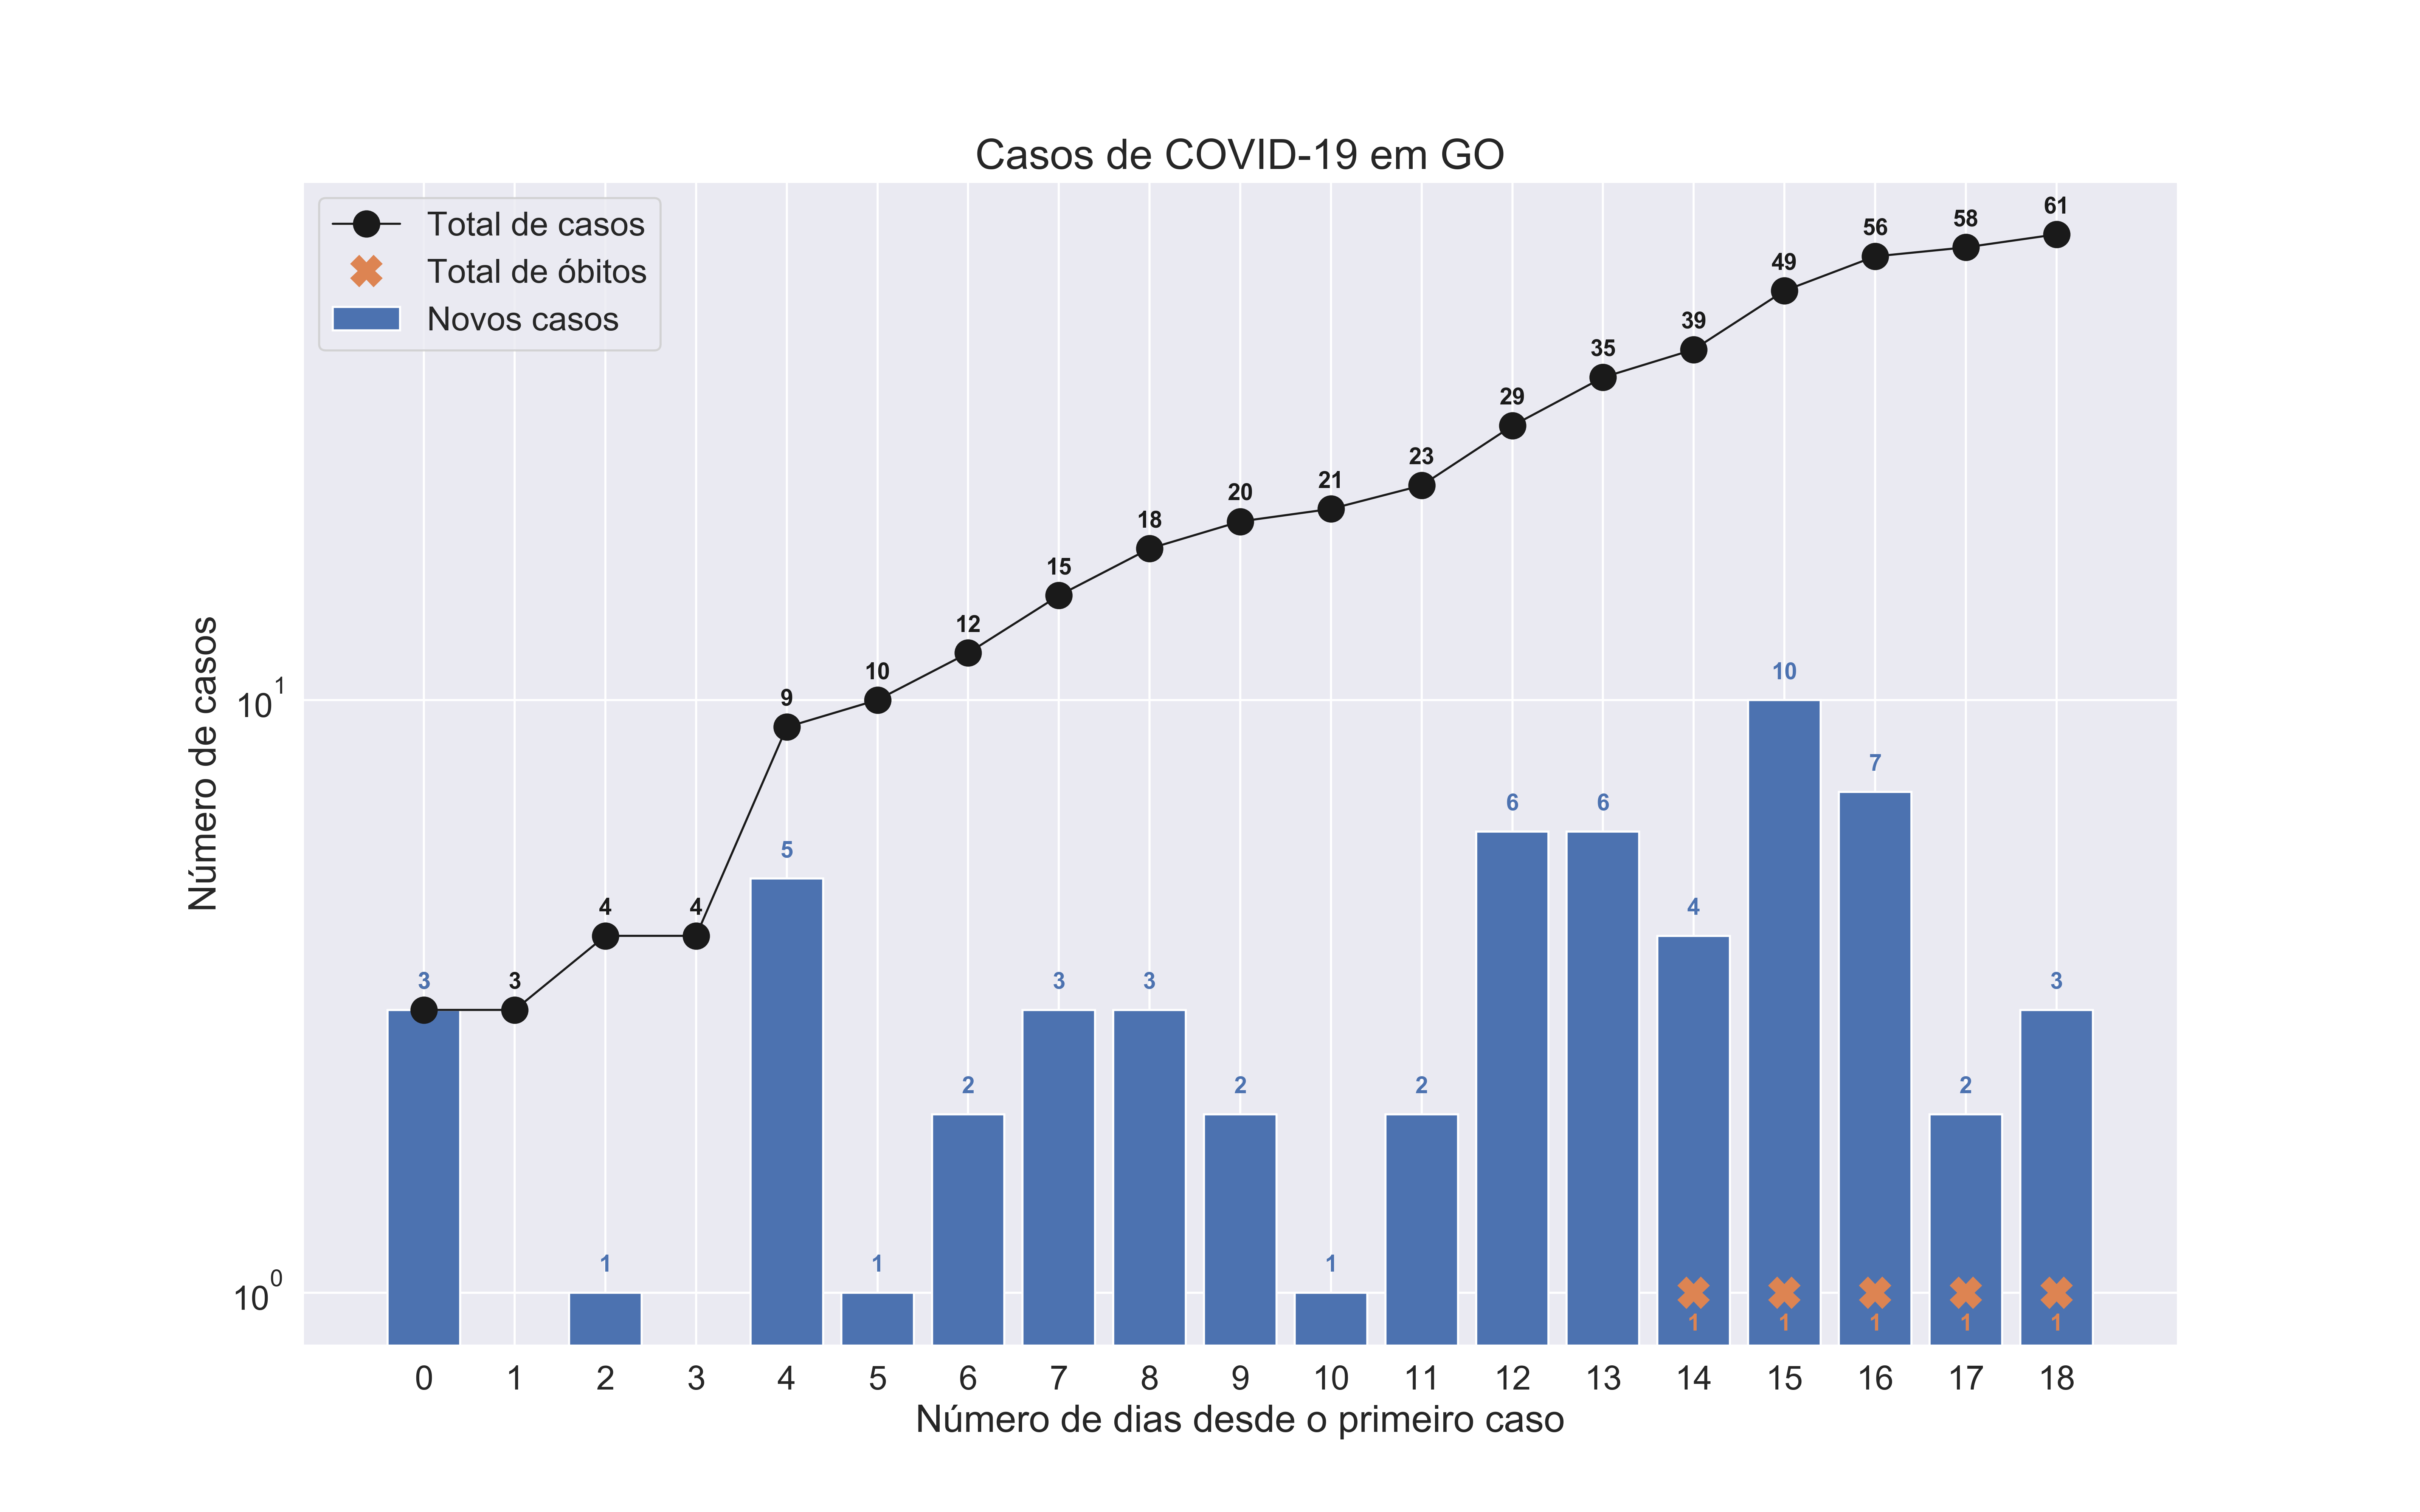 Casos de COVID-19 em GO
Total de casos
Total de óbitos
Novos casos
Número de casos
10^1
10^0
3 3 4 4 9 10 12 15 18 20 21 23 29 35 39 49 56 58 61
3 1 5 1 2 3 3 2 1 2 6 6 4 10 7 2 3
1 1 1 1 1
0 1 2 3 4 5 6 7 8 9 10 11 12 13 14 15 16 17 18
Número de dias desde o primeiro caso